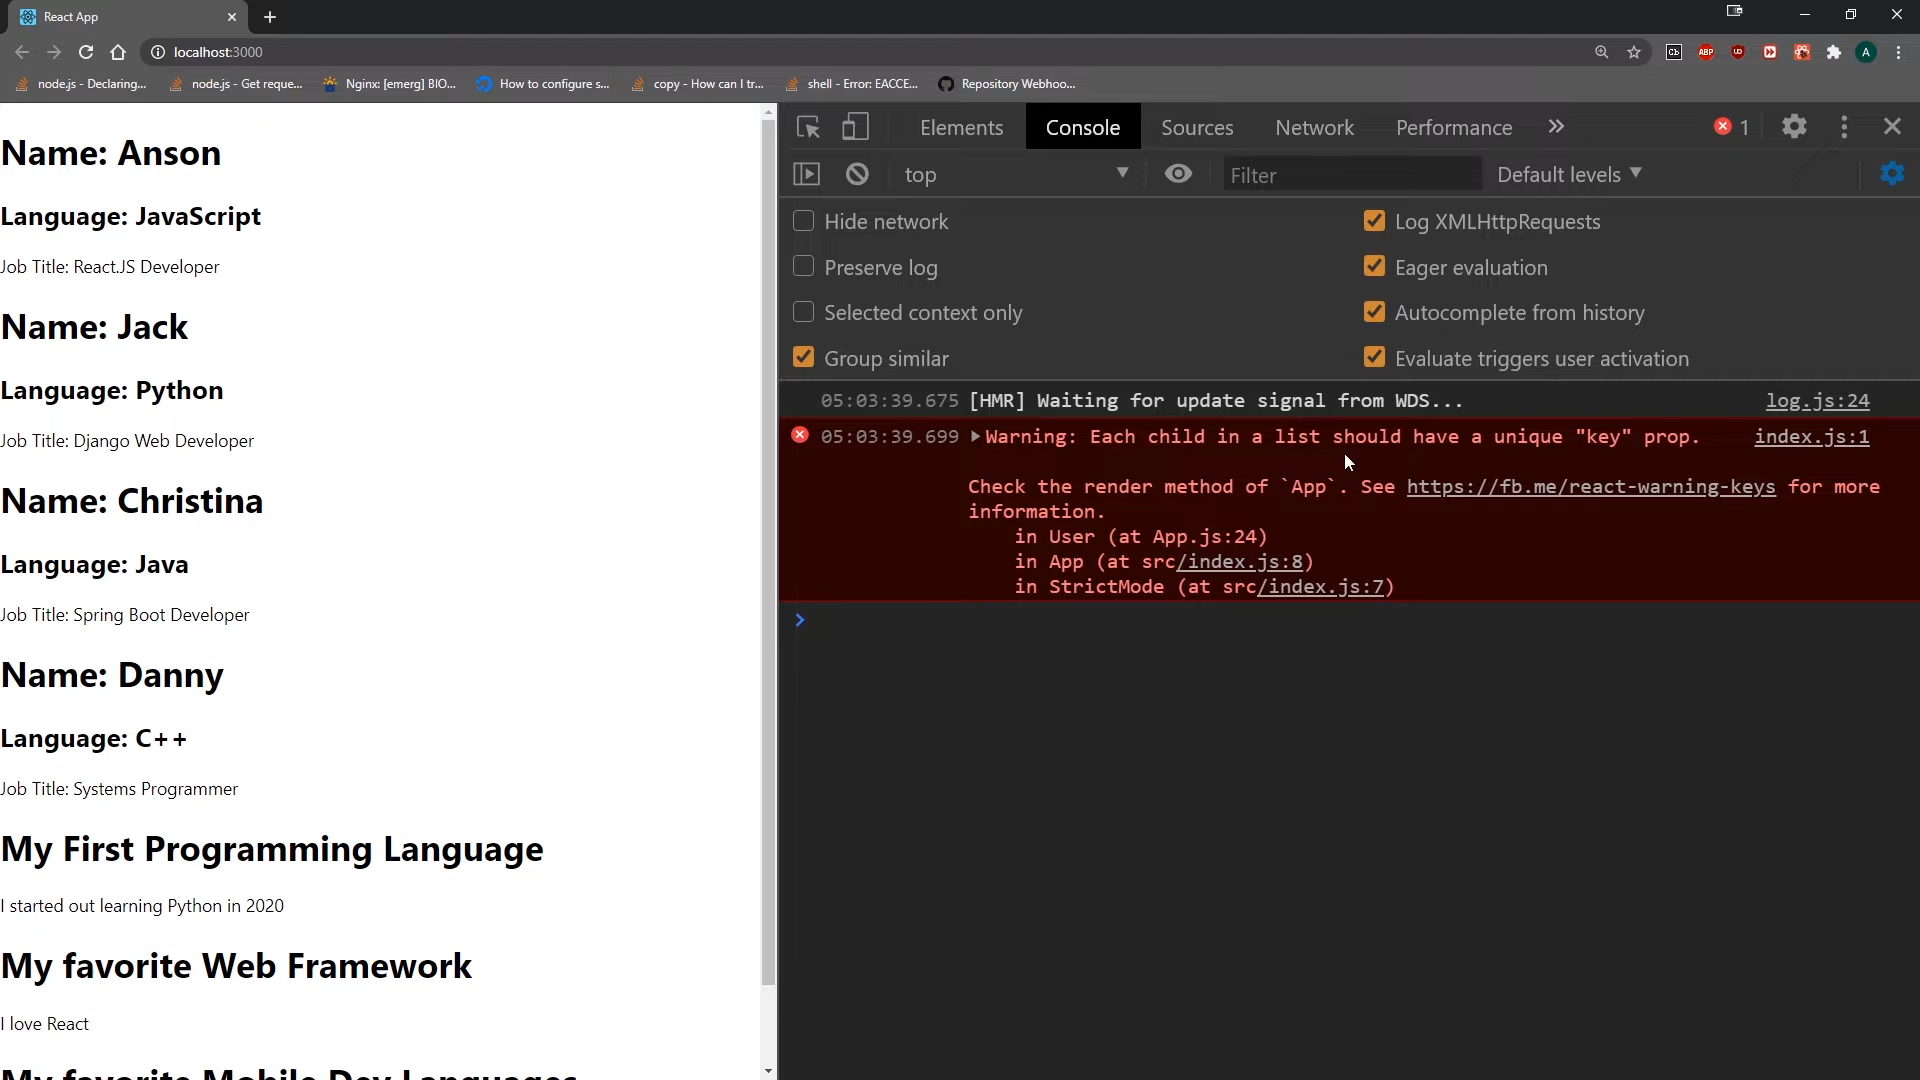 React App
localhost:3000
node.js - Declaring...
node.js - Get reque...
Nginx: [emerg] BIO...
How to configure s...
copy - How can I tr...
shell - Error: EACCE...
Repository Webhoo...
Name: Anson
Language: JavaScript
Job Title: React.JS Developer
Name: Jack
Language: Python
Job Title: Django Web Developer
Name: Christina
Language: Java
Job Title: Spring Boot Developer
Name: Danny
Language: C++
Job Title: Systems Programmer
My First Programming Language
I started out learning Python in 2020
My favorite Web Framework
I love React
My favorite Mobile Dev Languages
Elements
Console
Sources
Network
Performance
1
top
Filter
Default levels
Hide network
Log XMLHttpRequests
Preserve log
Eager evaluation
Selected context only
Autocomplete from history
Group similar
Evaluate triggers user activation
05:03:39.675 [HMR] Waiting for update signal from WDS... log.js:24
05:03:39.699 Warning: Each child in a list should have a unique "key" prop. index.js:1
Check the render method of `App`. See https://fb.me/react-warning-keys for more
information.
in User (at App.js:24)
in App (at src/index.js:8)
in StrictMode (at src/index.js:7)
ABP
A